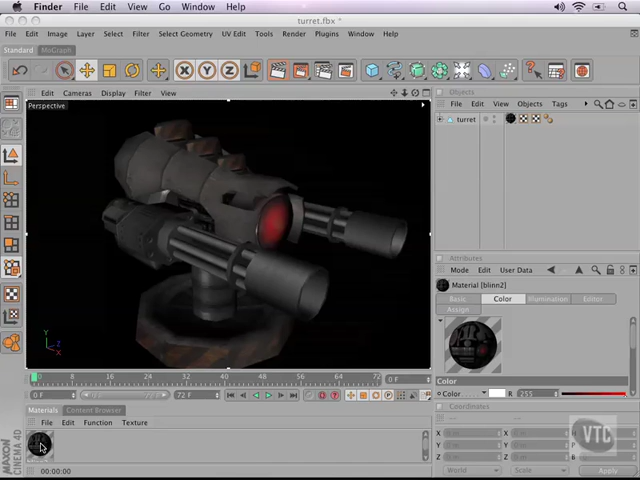 Finder File Edit View Go Window Help
turret.fbx *
File Edit Image Layer Select Filter Select Geometry UV Edit Tools Plugins Window Help
Standard MoGraph
Edit Cameras Display Filter View
Perspective
Y
Z
X
Objects
File Edit View Objects Tags
turret
Attributes
Mode Edit User Data
Material [blinn2]
Basic Color Illumination Editor
Assign
Color
Color R 255
0 8 16 24 32 40 48 56 64 72
0 F
0 F 72 F 72 F
Materials Content Browser
File Edit Function Texture
Coordinates
X X H
Y Y P
Z Z B
World Scale Apply
00:00:00
MAXON
CINEMA 4D
VTC